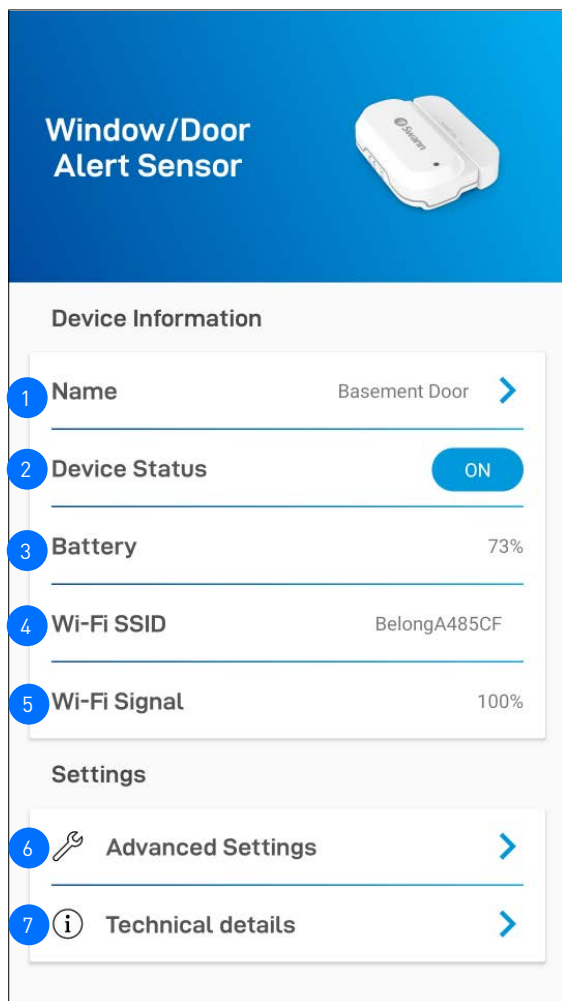 Window/Door
Alert Sensor
Swann
Device Information
1 Name Basement Door
2 Device Status ON
3 Battery 73%
4 Wi-Fi SSID BelongA485CF
5 Wi-Fi Signal 100%
Settings
6 Advanced Settings
7 Technical details